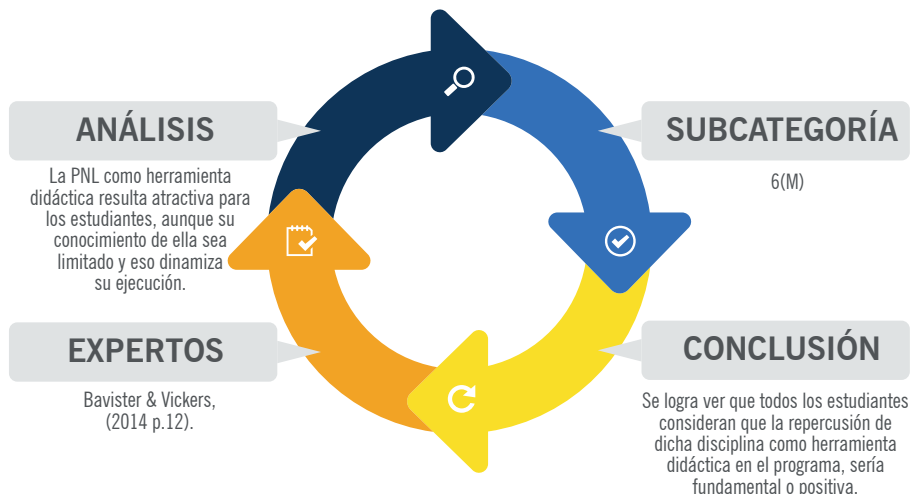 ANÁLISIS
La PNL como herramienta
didáctica resulta atractiva para
los estudiantes, aunque su
conocimiento de ella sea
limitado y eso dinamiza
su ejecución.
SUBCATEGORÍA
6(M)
EXPERTOS
Bavister & Vickers,
(2014 p.12).
CONCLUSIÓN
Se logra ver que todos los estudiantes
consideran que la repercusión de
dicha disciplina como herramienta
didáctica en el programa, sería
fundamental o positiva.